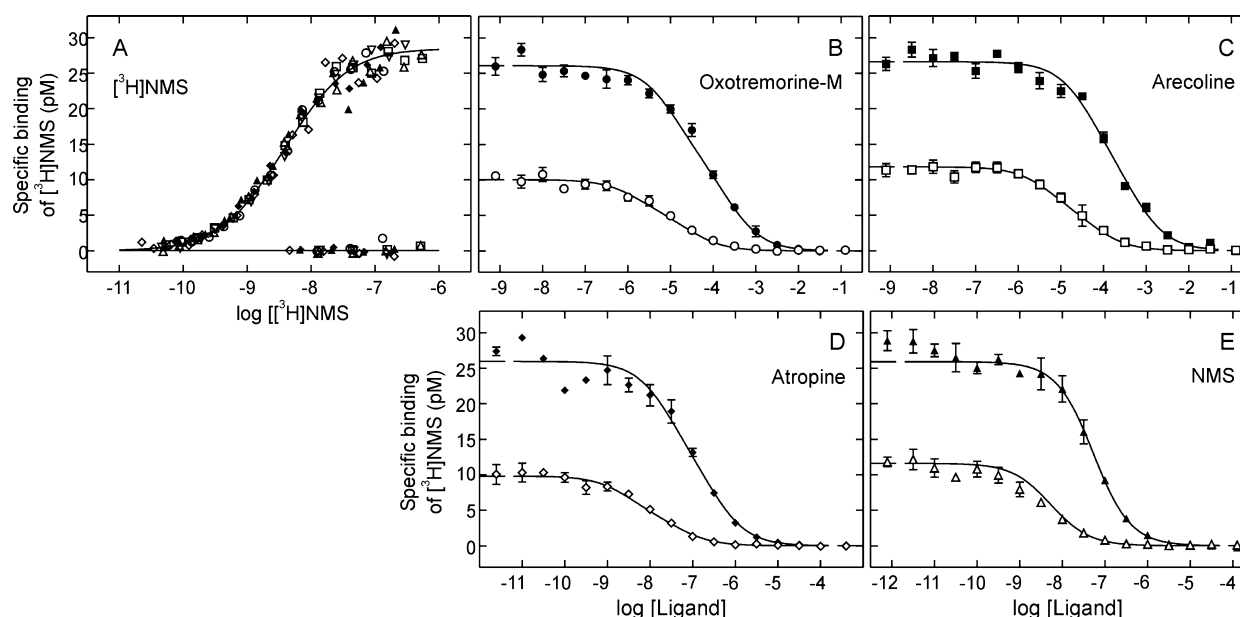 A
[³H]NMS
Specific binding
of [³H]NMS (pM)
30
25
20
15
10
5
0
-11 -10 -9 -8 -7 -6
log [[³H]NMS
B
Oxotremorine-M
-9 -8 -7 -6 -5 -4 -3 -2 -1
C
Arecoline
-9 -8 -7 -6 -5 -4 -3 -2 -1
D
Atropine
Specific binding
of [³H]NMS (pM)
30
25
20
15
10
5
0
-11 -10 -9 -8 -7 -6 -5 -4
log [Ligand]
E
NMS
-12 -11 -10 -9 -8 -7 -6 -5 -4
log [Ligand]